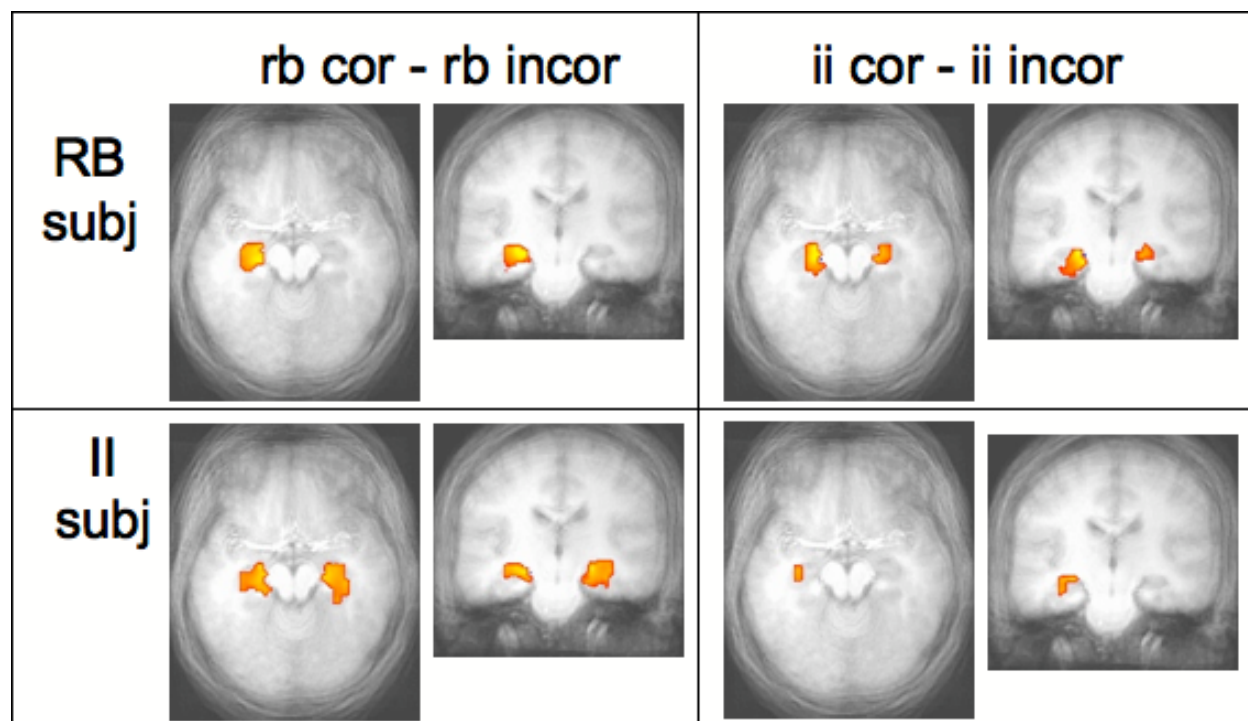 rb cor - rb incor
ii cor - ii incor
RB
subj
II
subj